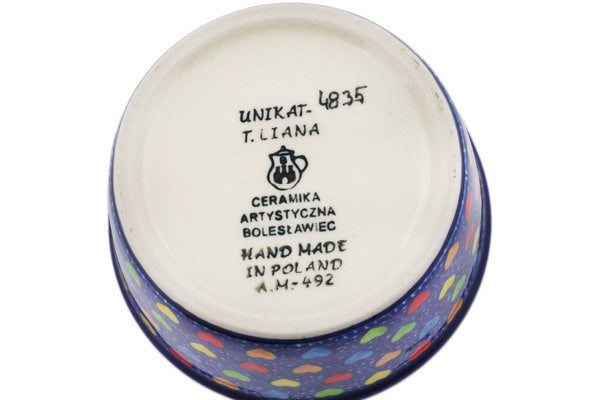 UNIKAT-4835
T.LIANA
CERAMIKA
ARTYSTYCZNA
BOLESŁAWIEC
HAND MADE
IN POLAND
A.M-492